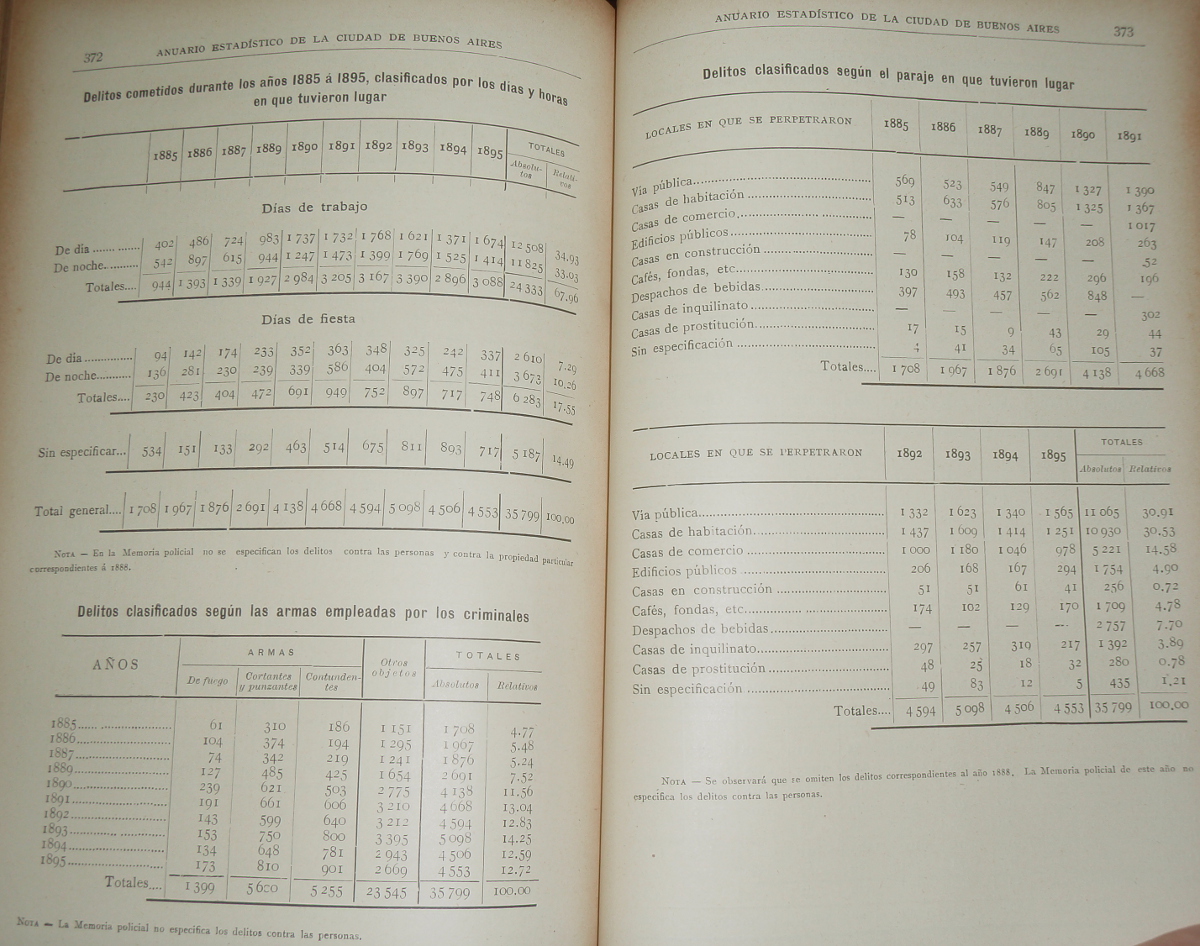 372 ANUARIO ESTADÍSTICO DE LA CIUDAD DE BUENOS AIRES
Delitos cometidos durante los años 1885 á 1895, clasificados por los dias y horas
en que tuvieron lugar
1885 1886 1887 1889 1890 1891 1892 1893 1894 1895 TOTALES
Absolu-tos Relati-vos
Días de trabajo
De dia .............. 402 486 724 983 1 737 1 732 1 768 1 621 1 371 1 674 12 508 34.93
De noche.......... 542 897 615 944 1 247 1 473 1 399 1 769 1 525 1 414 11 825 33.03
Totales.... 944 1 393 1 339 1 927 2 984 3 205 3 167 3 390 2 896 3 088 24 333 67.96
Días de fiesta
De dia .............. 94 142 174 233 352 363 348 325 242 337 2 610 7.29
De noche........... 136 281 230 239 339 586 404 572 475 411 3 673 10.26
Totales.... 230 423 404 472 691 949 752 897 717 748 6 283 17.55
Sin especificar... 534 151 133 292 463 514 675 811 893 717 5 187 14.49
Total general.... 1 708 1 967 1 876 2 691 4 138 4 668 4 594 5 098 4 506 4 553 35 799 100.00
NOTA — En la Memoria policial no se especifican los delitos contra las personas y contra la propiedad particular
correspondientes á 1888.
Delitos clasificados según las armas empleadas por los criminales
AÑOS ARMAS Otros objetos TOTALES
De fuego Cortantes y punzantes Contunden-tes Absolutos Relativos
1885 61 310 186 1 151 1 708 4.77
1886 104 374 194 1 295 1 967 5.48
1887 74 342 219 1 241 1 876 5.24
1889 127 485 425 1 654 2 691 7.52
1890 239 621 503 2 775 4 138 11.56
1891 191 661 606 3 210 4 668 13.04
1892 143 599 640 3 212 4 594 12.83
1893 153 750 800 3 395 5 098 14.25
1894 134 648 781 2 943 4 506 12.59
1895 173 810 901 2 669 4 553 12.72
Totales.... 1 399 5 600 5 255 23 545 35 799 100.00
NOTA — La Memoria policial no especifica los delitos contra las personas.
ANUARIO ESTADÍSTICO DE LA CIUDAD DE BUENOS AIRES 373
Delitos clasificados según el paraje en que tuvieron lugar
LOCALES EN QUE SE PERPETRARON 1885 1886 1887 1889 1890 1891
Via pública 569 523 549 847 1 327 1 390
Casas de habitación 513 633 576 805 1 325 1 367
Casas de comercio — — — — — 1 017
Edificios públicos 78 104 119 147 208 263
Casas en construcción — — — — — 52
Cafés, fondas, etc 130 158 132 222 296 196
Despachos de bebidas 397 493 457 562 848 —
Casas de inquilinato — — — — — 302
Casas de prostitución 17 15 9 43 29 44
Sin especificación 4 41 34 65 105 37
Totales.... 1 708 1 967 1 876 2 691 4 138 4 668
LOCALES EN QUE SE PERPETRARON 1892 1893 1894 1895 TOTALES
Absolutos Relativos
Via pública 1 332 1 623 1 340 1 565 11 065 30.91
Casas de habitación 1 437 1 609 1 414 1 251 10 930 30.53
Casas de comercio 1 000 1 180 1 046 978 5 221 14.58
Edificios públicos 206 168 167 294 1 754 4.90
Casas en construcción 51 51 61 41 256 0.72
Cafés, fondas, etc 174 102 129 170 1 709 4.78
Despachos de bebidas — — — — 2 757 7.70
Casas de inquilinato 297 257 319 217 1 392 3.89
Casas de prostitución 48 25 18 32 280 0.78
Sin especificación 49 83 12 5 435 1.21
Totales.... 4 594 5 098 4 506 4 553 35 799 100.00
NOTA — Se observará que se omiten los delitos correspondientes al año 1888. La Memoria policial de este año no
especifica los delitos contra las personas.